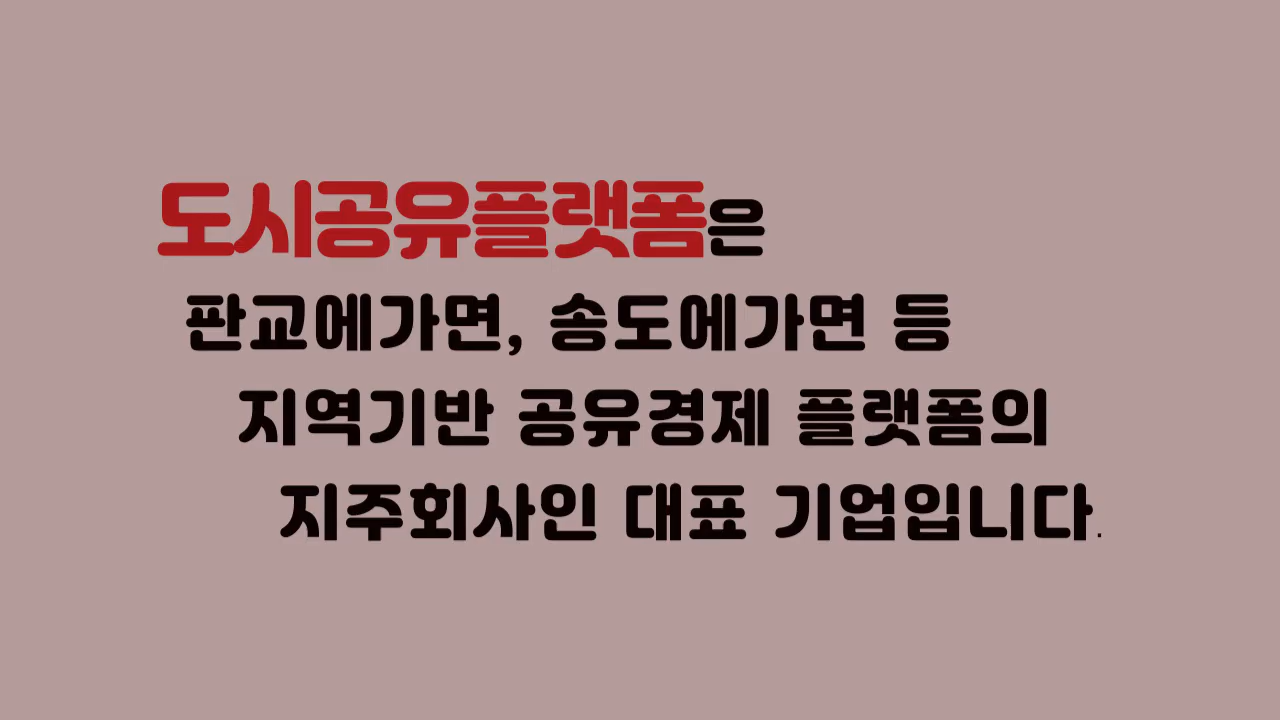 도시공유플랫폼은
판교에가면, 송도에가면 등
지역기반 공유경제 플랫폼의
지주회사인 대표 기업입니다.